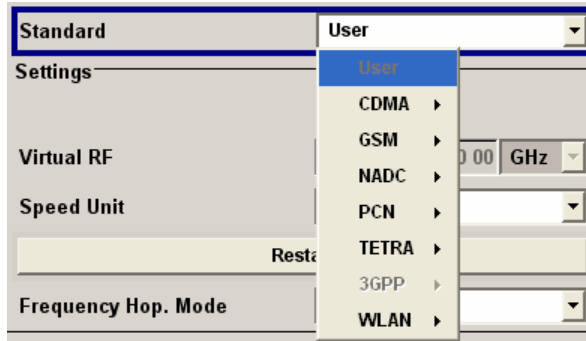 Standard User
User
Settings
CDMA
GSM
Virtual RF 0 00 GHz
NADC
Speed Unit
PCN
TETRA
3GPP
Frequency Hop. Mode
WLAN